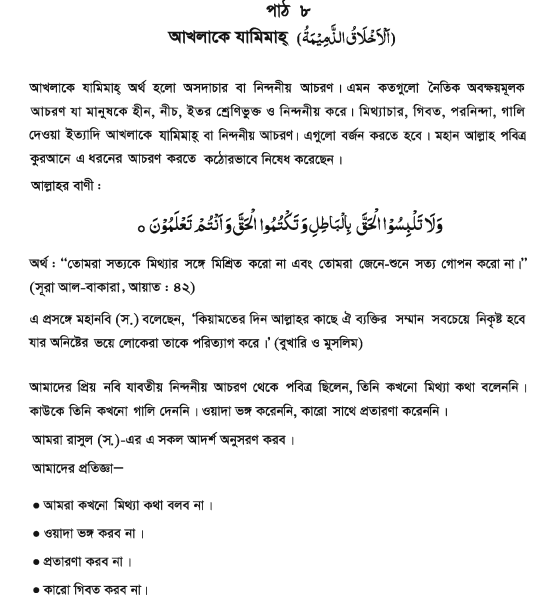 পাঠ ৮
আখলাকে যামিমাহ্ (اَلْاَخْلَاقُ الذَّمِيْمَةُ)
আখলাকে যামিমাহ্ অর্থ হলো অসদাচার বা নিন্দনীয় আচরণ। এমন কতগুলো নৈতিক অবক্ষয়মূলক
আচরণ যা মানুষকে হীন, নীচ, ইতর শ্রেণিভুক্ত ও নিন্দনীয় করে। মিথ্যাচার, গিবত, পরনিন্দা, গালি
দেওয়া ইত্যাদি আখলাকে যামিমাহ্ বা নিন্দনীয় আচরণ। এগুলো বর্জন করতে হবে। মহান আল্লাহ পবিত্র
কুরআনে এ ধরনের আচরণ করতে কঠোরভাবে নিষেধ করেছেন।
আল্লাহর বাণী :
وَلَا تَلْبِسُوا الْحَقَّ بِالْبَاطِلِ وَتَكْتُمُوا الْحَقَّ وَاَنْتُمْ تَعْلَمُوْنَ ০
অর্থ : “তোমরা সত্যকে মিথ্যার সঙ্গে মিশ্রিত করো না এবং তোমরা জেনে-শুনে সত্য গোপন করো না।”
(সূরা আল-বাকারা, আয়াত : ৪২)
এ প্রসঙ্গে মহানবি (স.) বলেছেন, ‘কিয়ামতের দিন আল্লাহর কাছে ঐ ব্যক্তির সম্মান সবচেয়ে নিকৃষ্ট হবে
যার অনিষ্টের ভয়ে লোকেরা তাকে পরিত্যাগ করে।’ (বুখারি ও মুসলিম)
আমাদের প্রিয় নবি যাবতীয় নিন্দনীয় আচরণ থেকে পবিত্র ছিলেন, তিনি কখনো মিথ্যা কথা বলেননি।
কাউকে তিনি কখনো গালি দেননি। ওয়াদা ভঙ্গ করেননি, কারো সাথে প্রতারণা করেননি।
আমরা রাসুল (স.)-এর এ সকল আদর্শ অনুসরণ করব।
আমাদের প্রতিজ্ঞা—
● আমরা কখনো মিথ্যা কথা বলব না।
● ওয়াদা ভঙ্গ করব না।
● প্রতারণা করব না।
● কারো গিবত করব না।